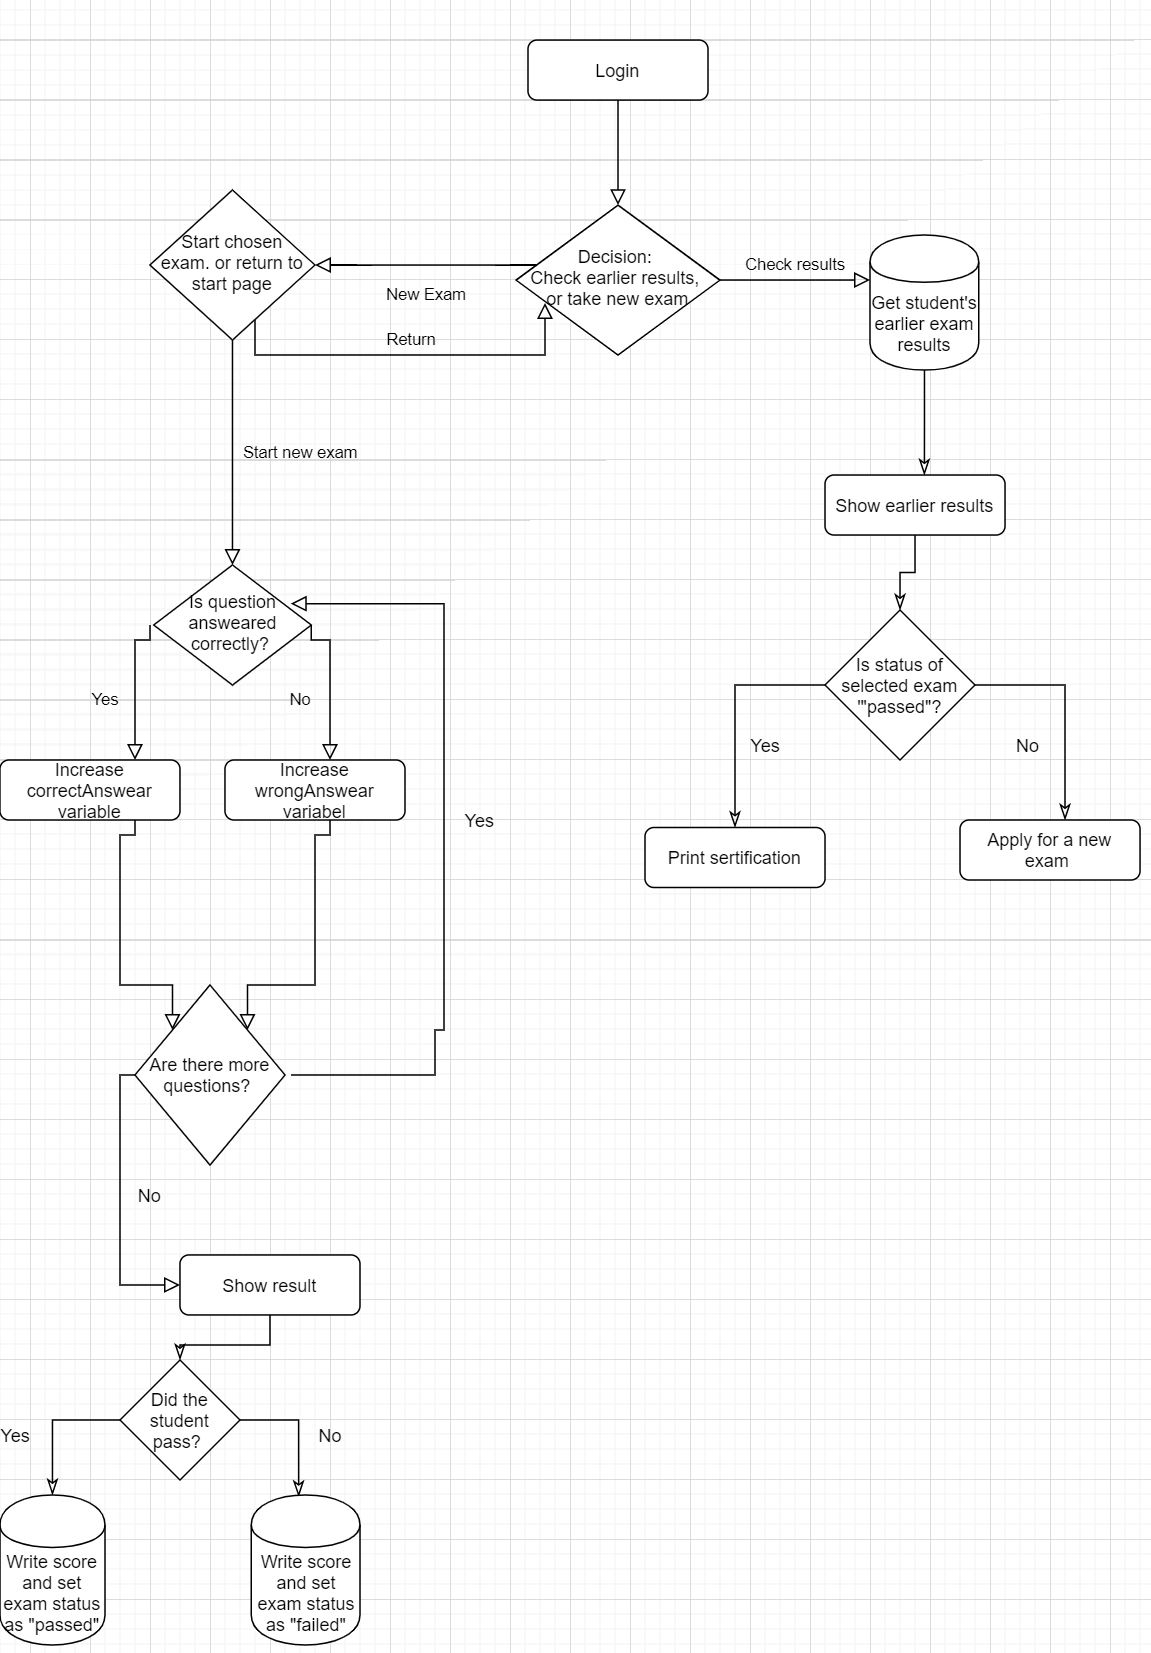 Login
Start chosen
exam. or return to
start page
Decision:
Check earlier results,
or take new exam
Check results
New Exam
Return
Get student's
earlier exam
results
Start new exam
Show earlier results
Is question
answeared
correctly?
Yes
No
Is status of
selected exam
'"passed"?
Yes
No
Increase
correctAnswear
variable
Increase
wrongAnswear
variabel
Yes
Print sertification
Apply for a new
exam
Are there more
questions?
No
Show result
Did the
student
pass?
Yes
No
Write score
and set
exam status
as "passed"
Write score
and set
exam status
as "failed"